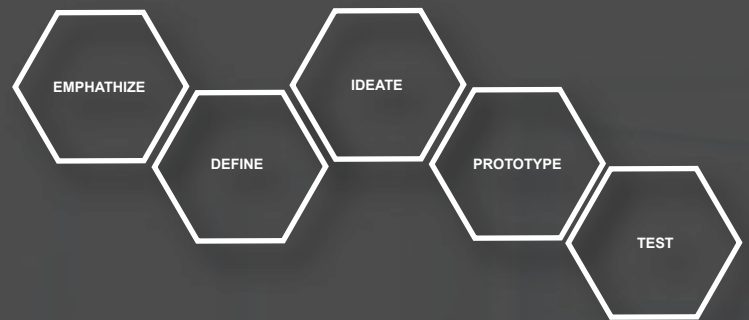 EMPHATHIZE
DEFINE
IDEATE
PROTOTYPE
TEST